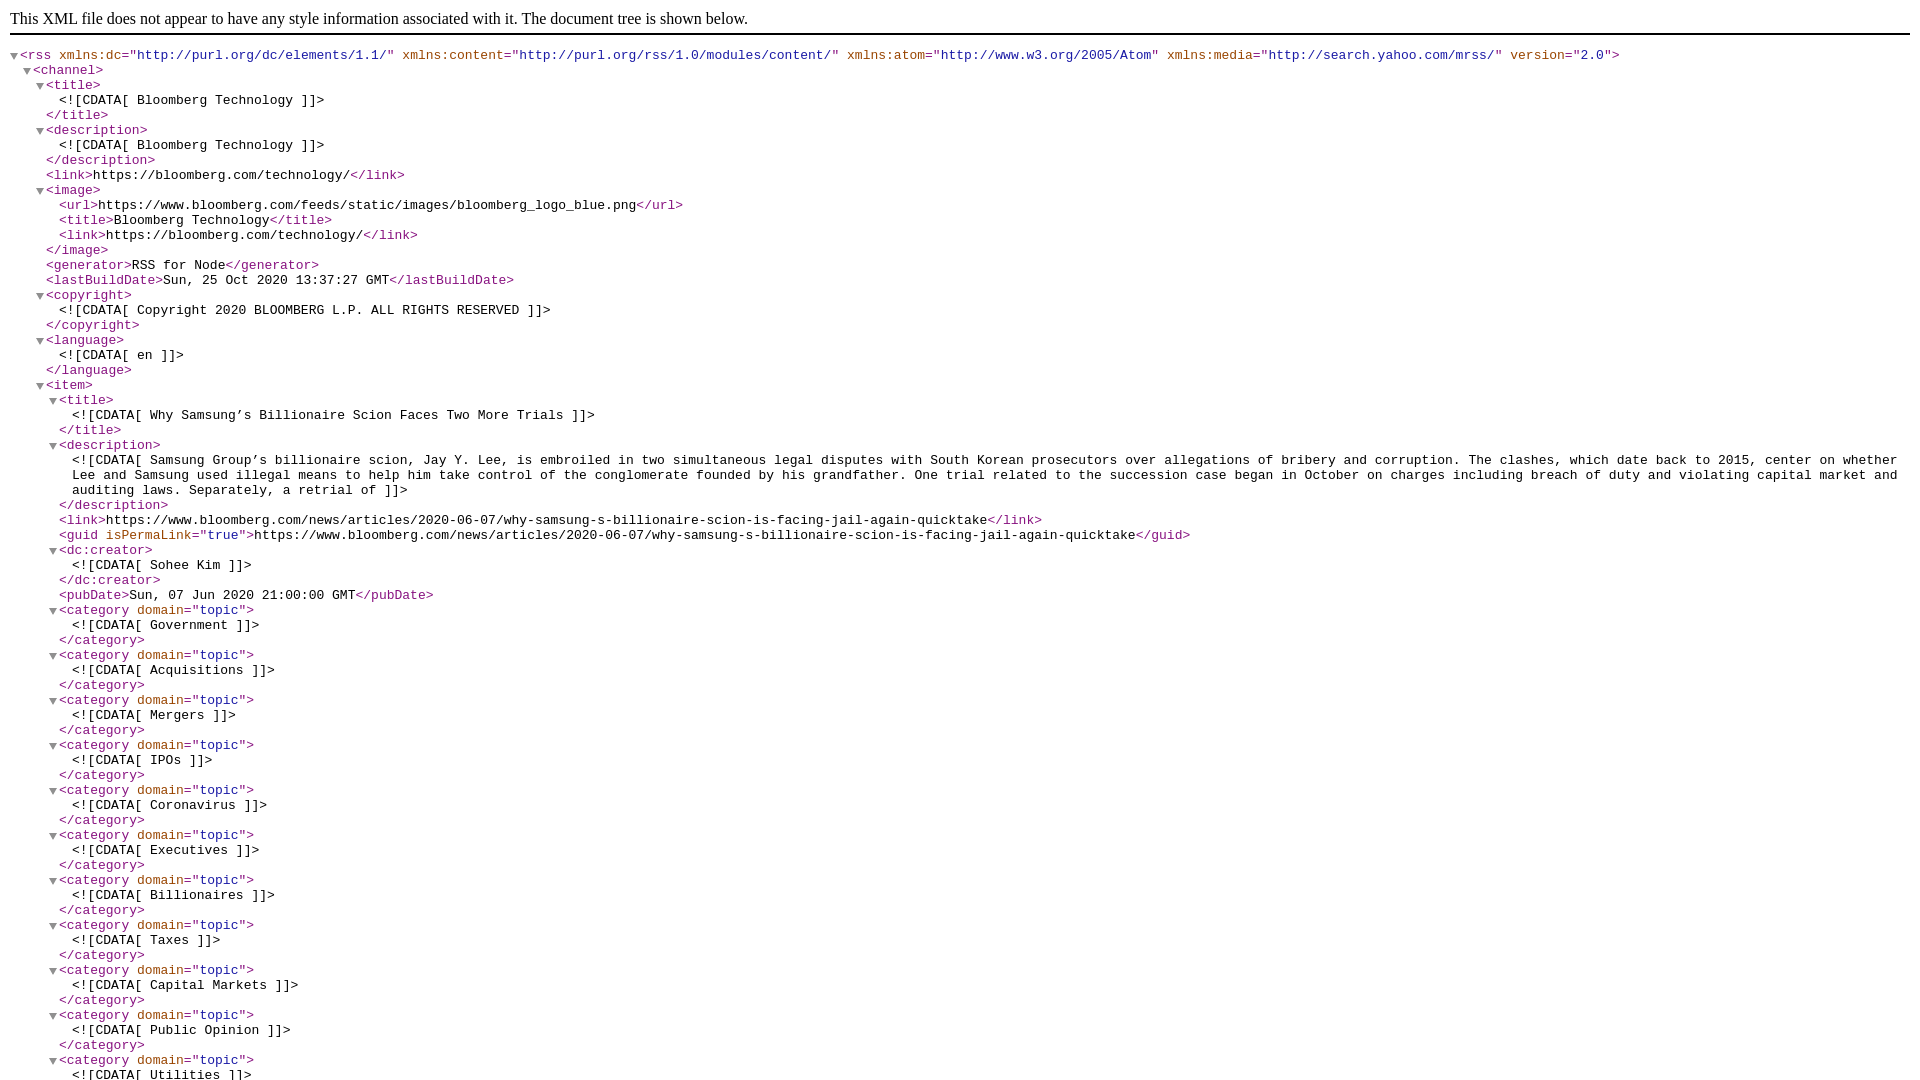 This XML file does not appear to have any style information associated with it. The document tree is shown below.
<rss xmlns:dc="http://purl.org/dc/elements/1.1/" xmlns:content="http://purl.org/rss/1.0/modules/content/" xmlns:atom="http://www.w3.org/2005/Atom" xmlns:media="http://search.yahoo.com/mrss/" version="2.0">
<channel>
<title>
<![CDATA[ Bloomberg Technology ]]>
</title>
<description>
<![CDATA[ Bloomberg Technology ]]>
</description>
<link>https://bloomberg.com/technology/</link>
<image>
<url>https://www.bloomberg.com/feeds/static/images/bloomberg_logo_blue.png</url>
<title>Bloomberg Technology</title>
<link>https://bloomberg.com/technology/</link>
</image>
<generator>RSS for Node</generator>
<lastBuildDate>Sun, 25 Oct 2020 13:37:27 GMT</lastBuildDate>
<copyright>
<![CDATA[ Copyright 2020 BLOOMBERG L.P. ALL RIGHTS RESERVED ]]>
</copyright>
<language>
<![CDATA[ en ]]>
</language>
<item>
<title>
<![CDATA[ Why Samsung’s Billionaire Scion Faces Two More Trials ]]>
</title>
<description>
<![CDATA[ Samsung Group’s billionaire scion, Jay Y. Lee, is embroiled in two simultaneous legal disputes with South Korean prosecutors over allegations of bribery and corruption. The clashes, which date back to 2015, center on whether
Lee and Samsung used illegal means to help him take control of the conglomerate founded by his grandfather. One trial related to the succession case began in October on charges including breach of duty and violating capital market and
auditing laws. Separately, a retrial of ]]>
</description>
<link>https://www.bloomberg.com/news/articles/2020-06-07/why-samsung-s-billionaire-scion-is-facing-jail-again-quicktake</link>
<guid isPermaLink="true">https://www.bloomberg.com/news/articles/2020-06-07/why-samsung-s-billionaire-scion-is-facing-jail-again-quicktake</guid>
<dc:creator>
<![CDATA[ Sohee Kim ]]>
</dc:creator>
<pubDate>Sun, 07 Jun 2020 21:00:00 GMT</pubDate>
<category domain="topic">
<![CDATA[ Government ]]>
</category>
<category domain="topic">
<![CDATA[ Acquisitions ]]>
</category>
<category domain="topic">
<![CDATA[ Mergers ]]>
</category>
<category domain="topic">
<![CDATA[ IPOs ]]>
</category>
<category domain="topic">
<![CDATA[ Coronavirus ]]>
</category>
<category domain="topic">
<![CDATA[ Executives ]]>
</category>
<category domain="topic">
<![CDATA[ Billionaires ]]>
</category>
<category domain="topic">
<![CDATA[ Taxes ]]>
</category>
<category domain="topic">
<![CDATA[ Capital Markets ]]>
</category>
<category domain="topic">
<![CDATA[ Public Opinion ]]>
</category>
<category domain="topic">
<![CDATA[ Utilities ]]>